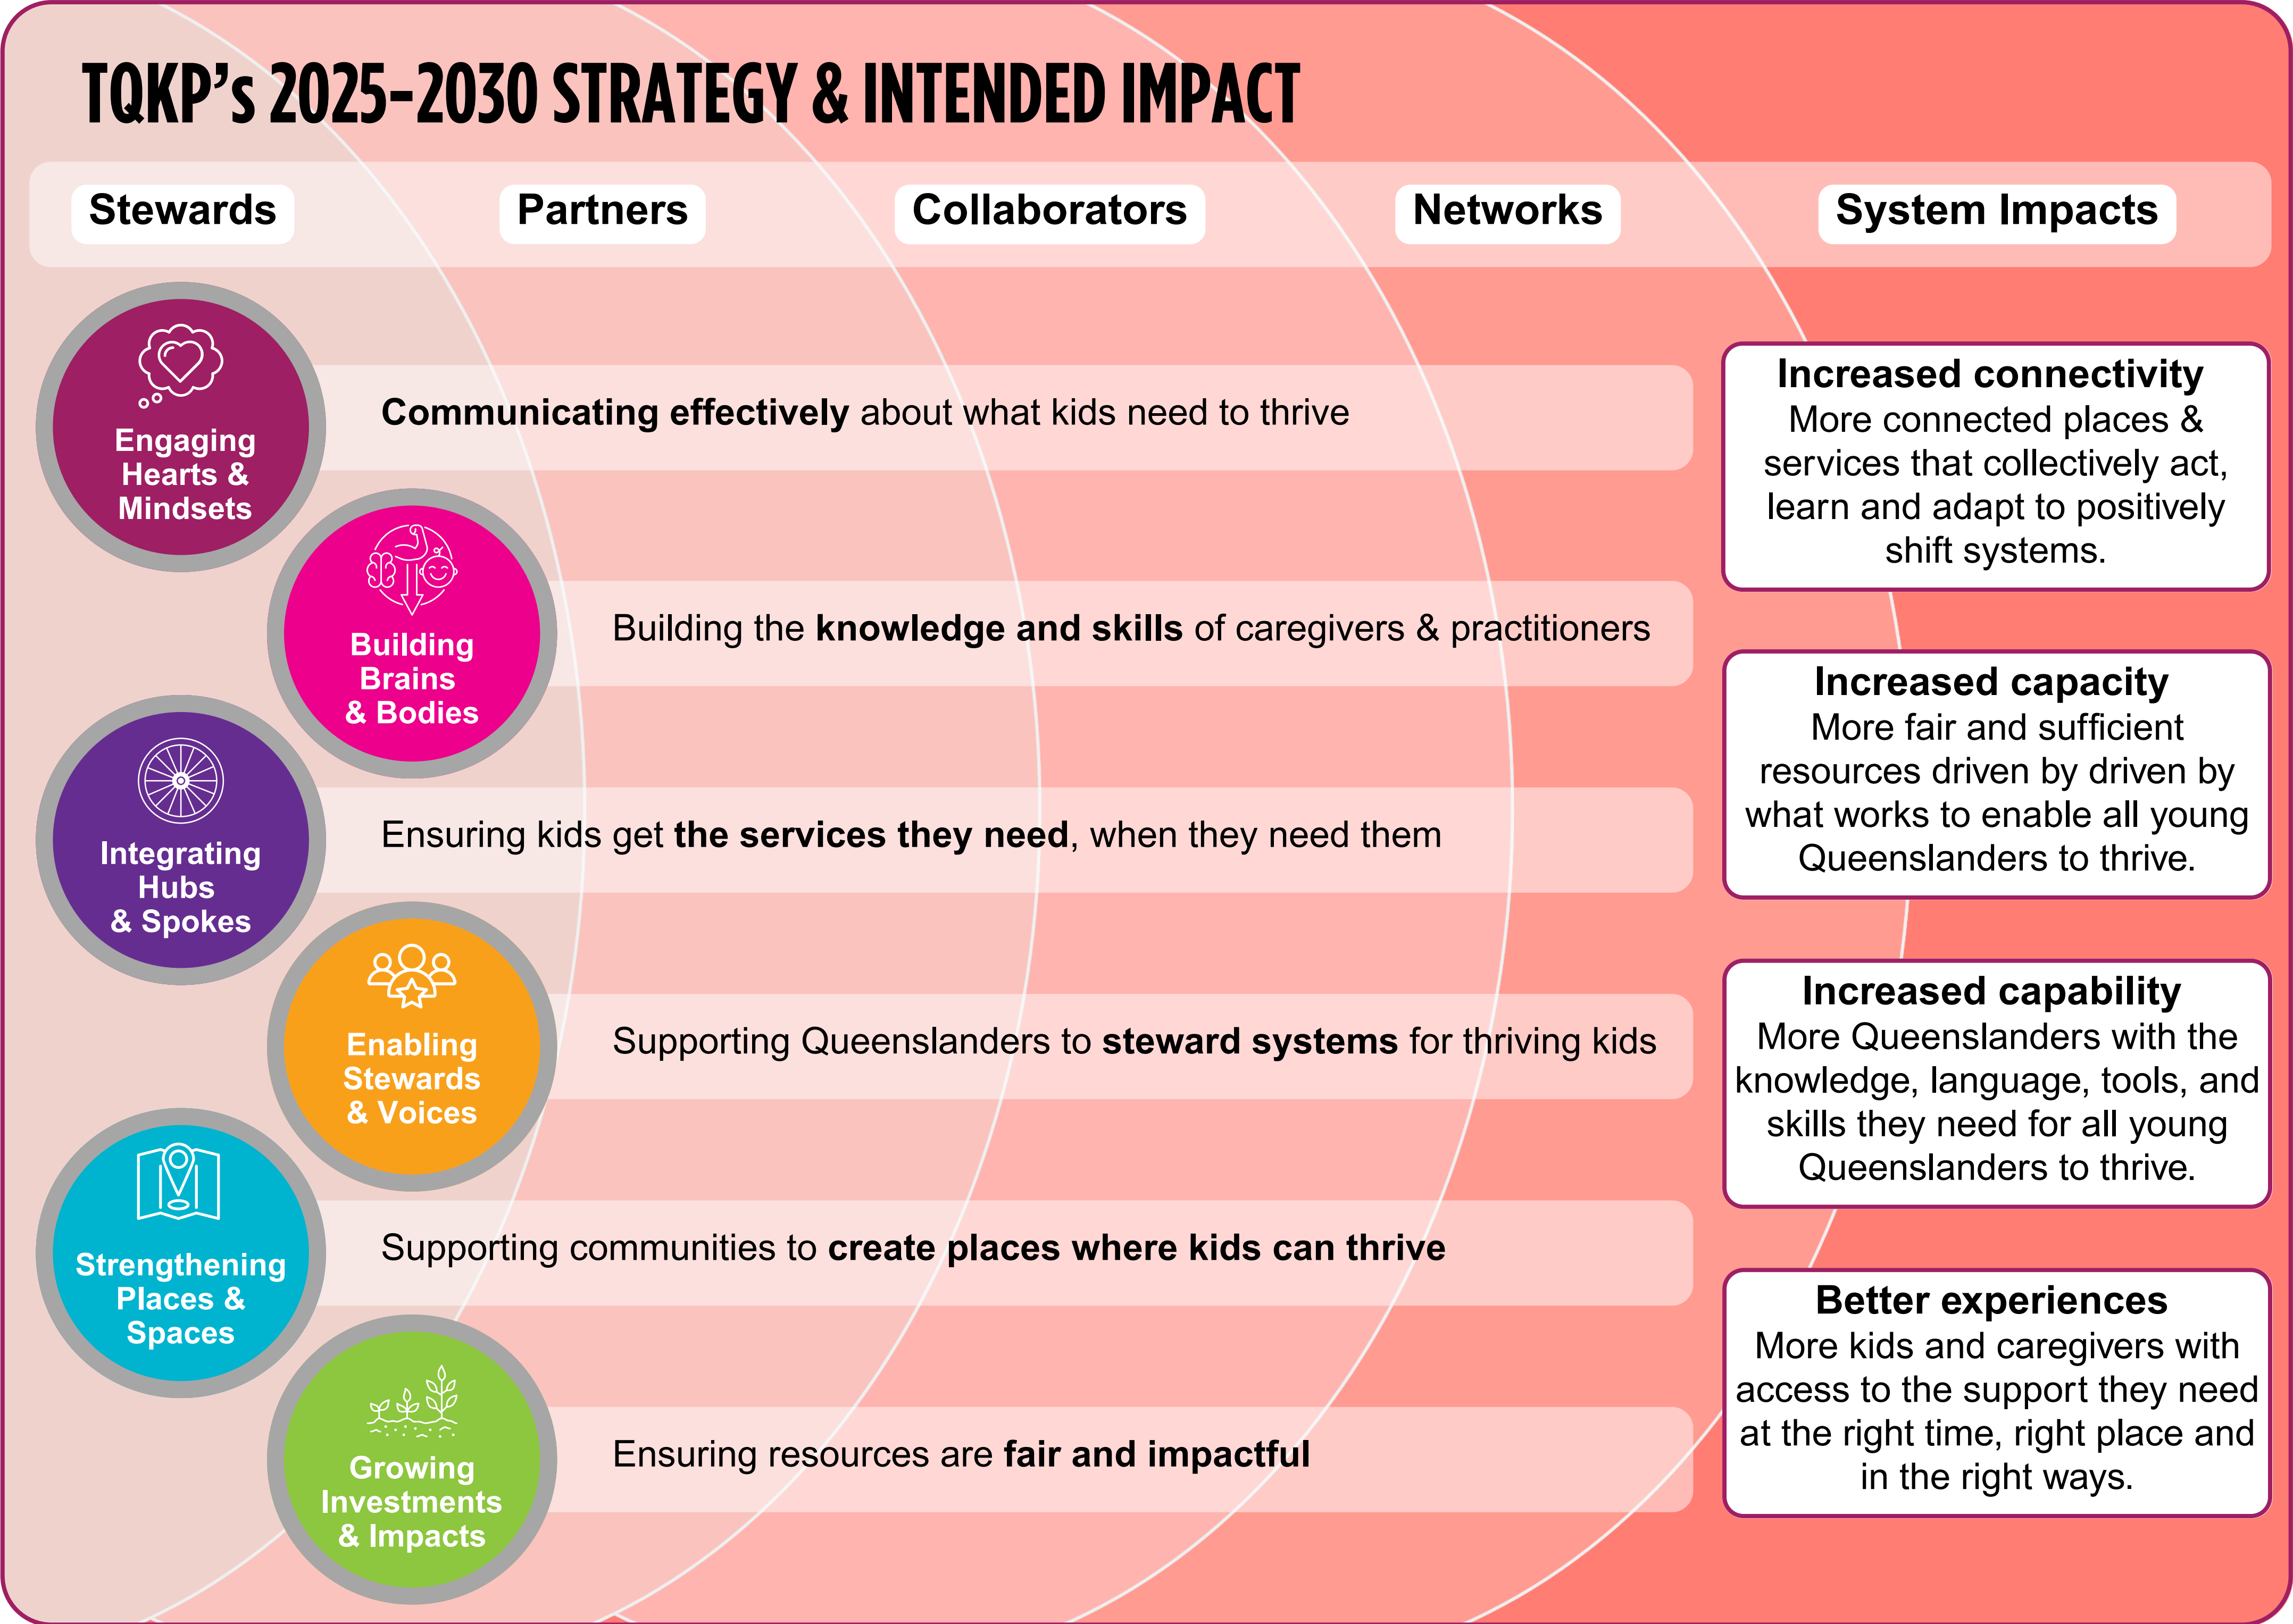 TQKP's 2025-2030 STRATEGY & INTENDED IMPACT
Stewards
Partners
Collaborators
Networks
System Impacts
Engaging
Hearts &
Mindsets
Communicating effectively about what kids need to thrive
Building
Brains
& Bodies
Building the knowledge and skills of caregivers & practitioners
Integrating
Hubs
& Spokes
Ensuring kids get the services they need, when they need them
Enabling
Stewards
& Voices
Supporting Queenslanders to steward systems for thriving kids
Strengthening
Places &
Spaces
Supporting communities to create places where kids can thrive
Growing
Investments
& Impacts
Ensuring resources are fair and impactful
Increased connectivity
More connected places &
services that collectively act,
learn and adapt to positively
shift systems.
Increased capacity
More fair and sufficient
resources driven by driven by
what works to enable all young
Queenslanders to thrive.
Increased capability
More Queenslanders with the
knowledge, language, tools, and
skills they need for all young
Queenslanders to thrive.
Better experiences
More kids and caregivers with
access to the support they need
at the right time, right place and
in the right ways.